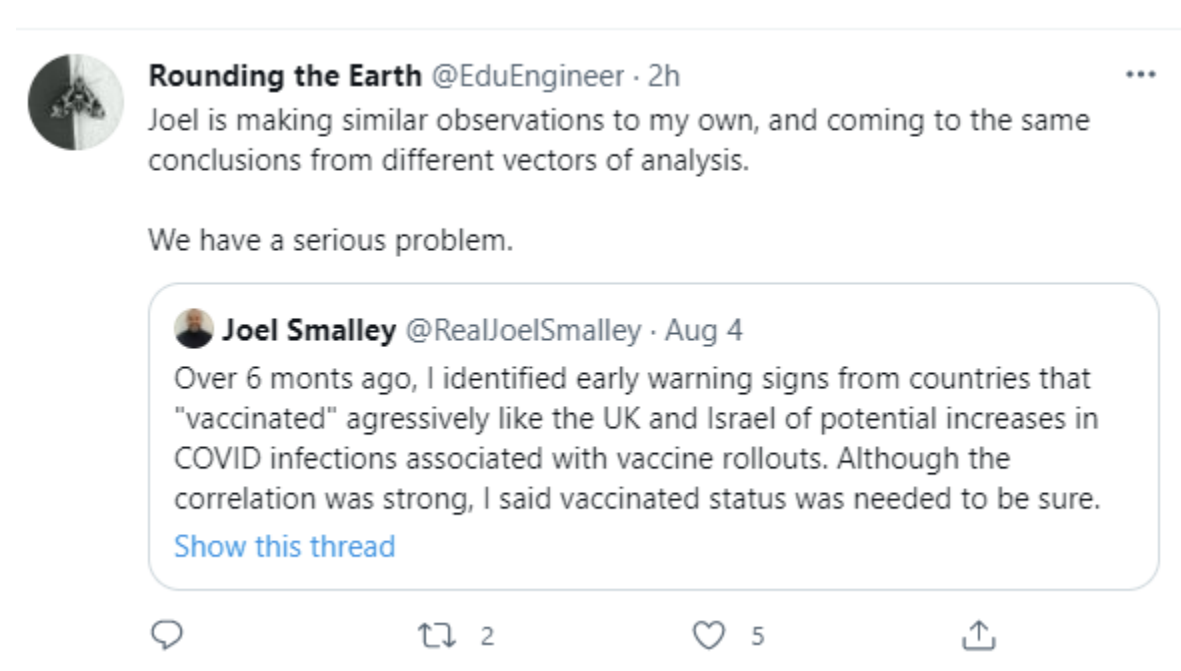 Rounding the Earth @EduEngineer · 2h
Joel is making similar observations to my own, and coming to the same
conclusions from different vectors of analysis.
We have a serious problem.
Joel Smalley @RealJoelSmalley · Aug 4
Over 6 monts ago, I identified early warning signs from countries that
"vaccinated" agressively like the UK and Israel of potential increases in
COVID infections associated with vaccine rollouts. Although the
correlation was strong, I said vaccinated status was needed to be sure.
Show this thread
2 5